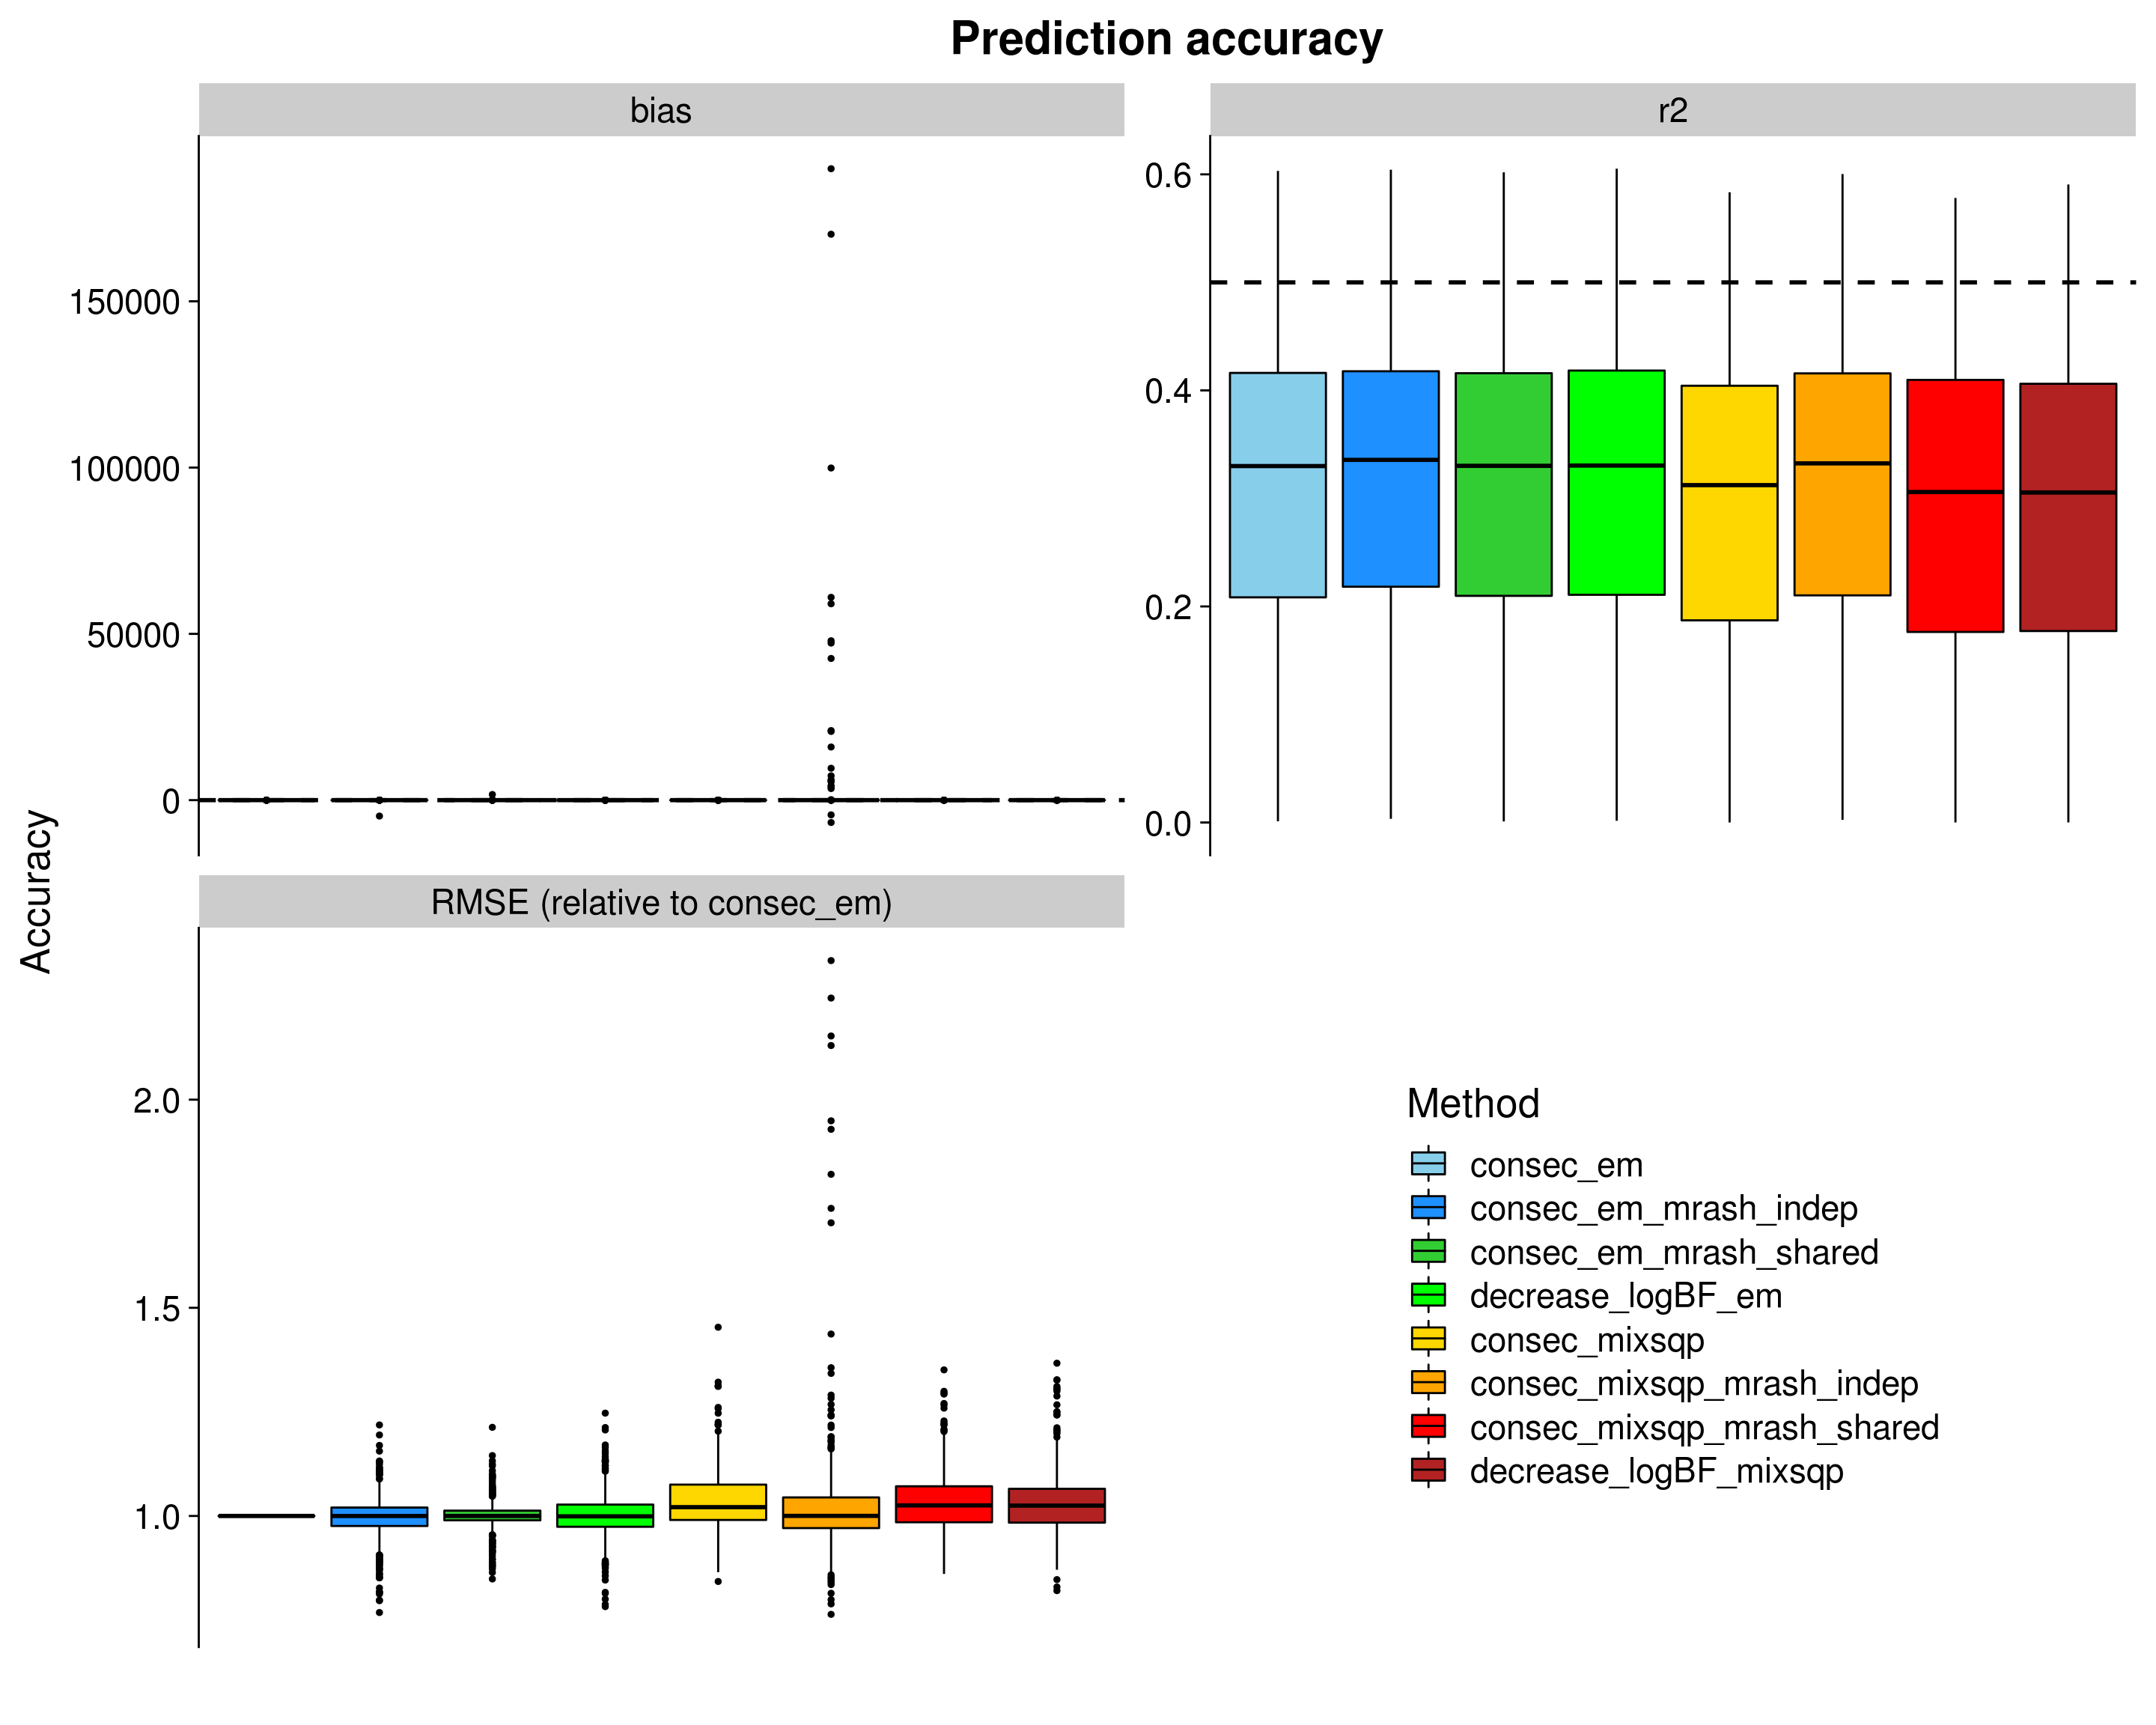 Prediction accuracy
bias
r2
150000
100000
50000
0
0.6
0.4
0.2
0.0
Accuracy
RMSE (relative to consec_em)
2.0
1.5
1.0
Method
consec_em
consec_em_mrash_indep
consec_em_mrash_shared
decrease_logBF_em
consec_mixsqp
consec_mixsqp_mrash_indep
consec_mixsqp_mrash_shared
decrease_logBF_mixsqp